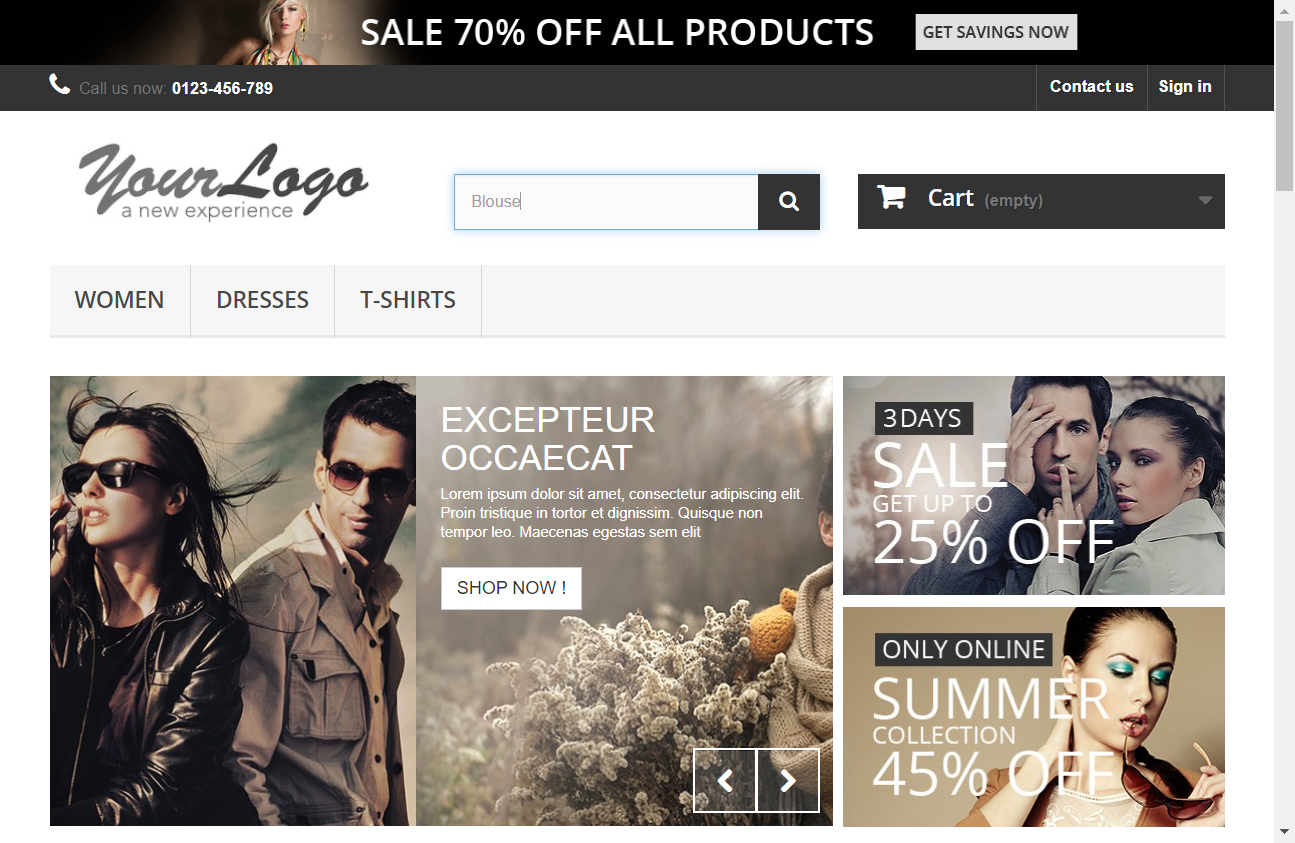 SALE 70% OFF ALL PRODUCTS
GET SAVINGS NOW
Call us now: 0123-456-789
Contact us
Sign in
YourLogo
a new experience
Blouse
Cart (empty)
WOMEN
DRESSES
T-SHIRTS
EXCEPTEUR
OCCAECAT
Lorem ipsum dolor sit amet, consectetur adipiscing elit.
Proin tristique in tortor et dignissim. Quisque non
tempor leo. Maecenas egestas sem elit
SHOP NOW !
3 DAYS
SALE
GET UP TO
25% OFF
ONLY ONLINE
SUMMER
COLLECTION
45% OFF